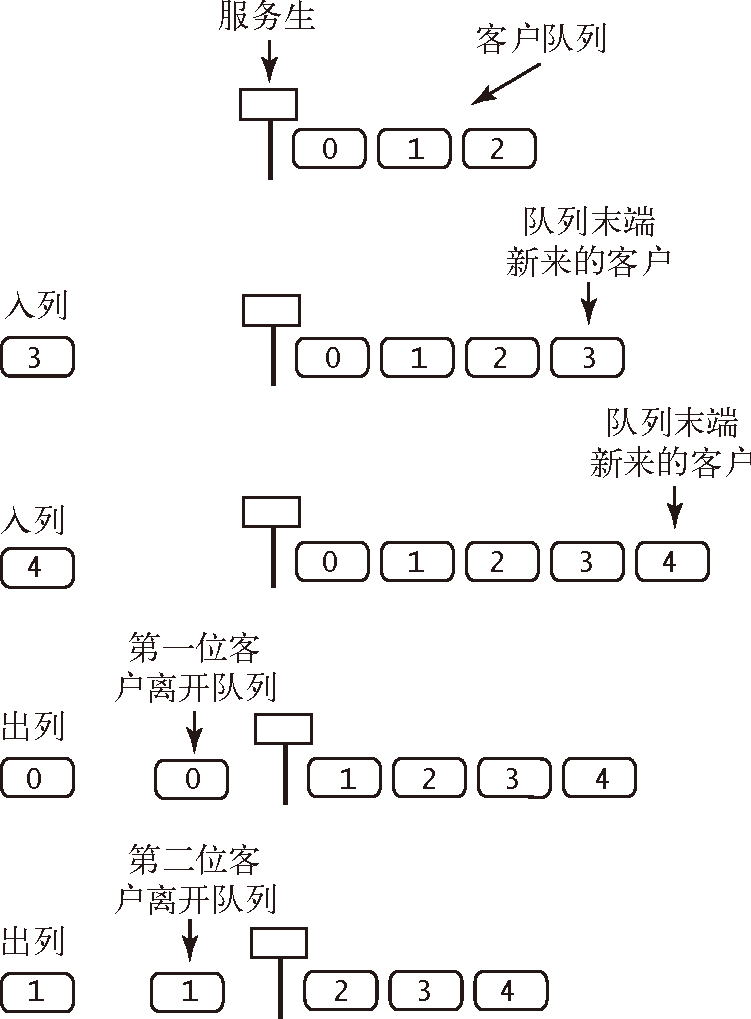 服务生
客户队列
0 1 2
队列末端
新来的客户
入列
3
0 1 2 3
队列末端
新来的客户
入列
4
0 1 2 3 4
第一位客
户离开队列
出列
0
0
1 2 3 4
第二位客
户离开队列
出列
1
1
2 3 4